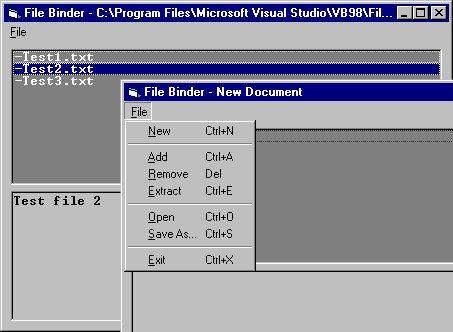 File Binder - C:\Program Files\Microsoft Visual Studio\VB98\Fil...
File
-Test1.txt
-Test2.txt
-Test3.txt
File Binder - New Document
File
New Ctrl+N
Add Ctrl+A
Remove Del
Extract Ctrl+E
Test file 2
Open Ctrl+O
Save As... Ctrl+S
Exit Ctrl+X